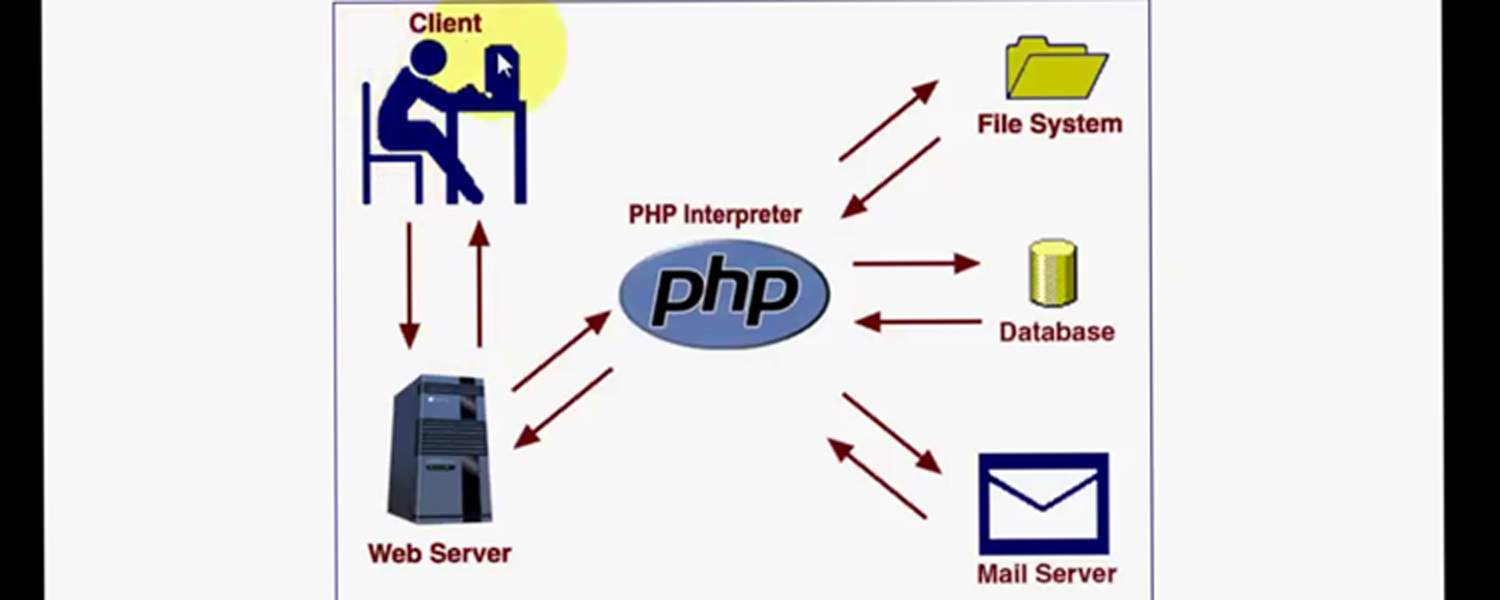 Client
File System
PHP Interpreter
php
Database
Web Server
Mail Server